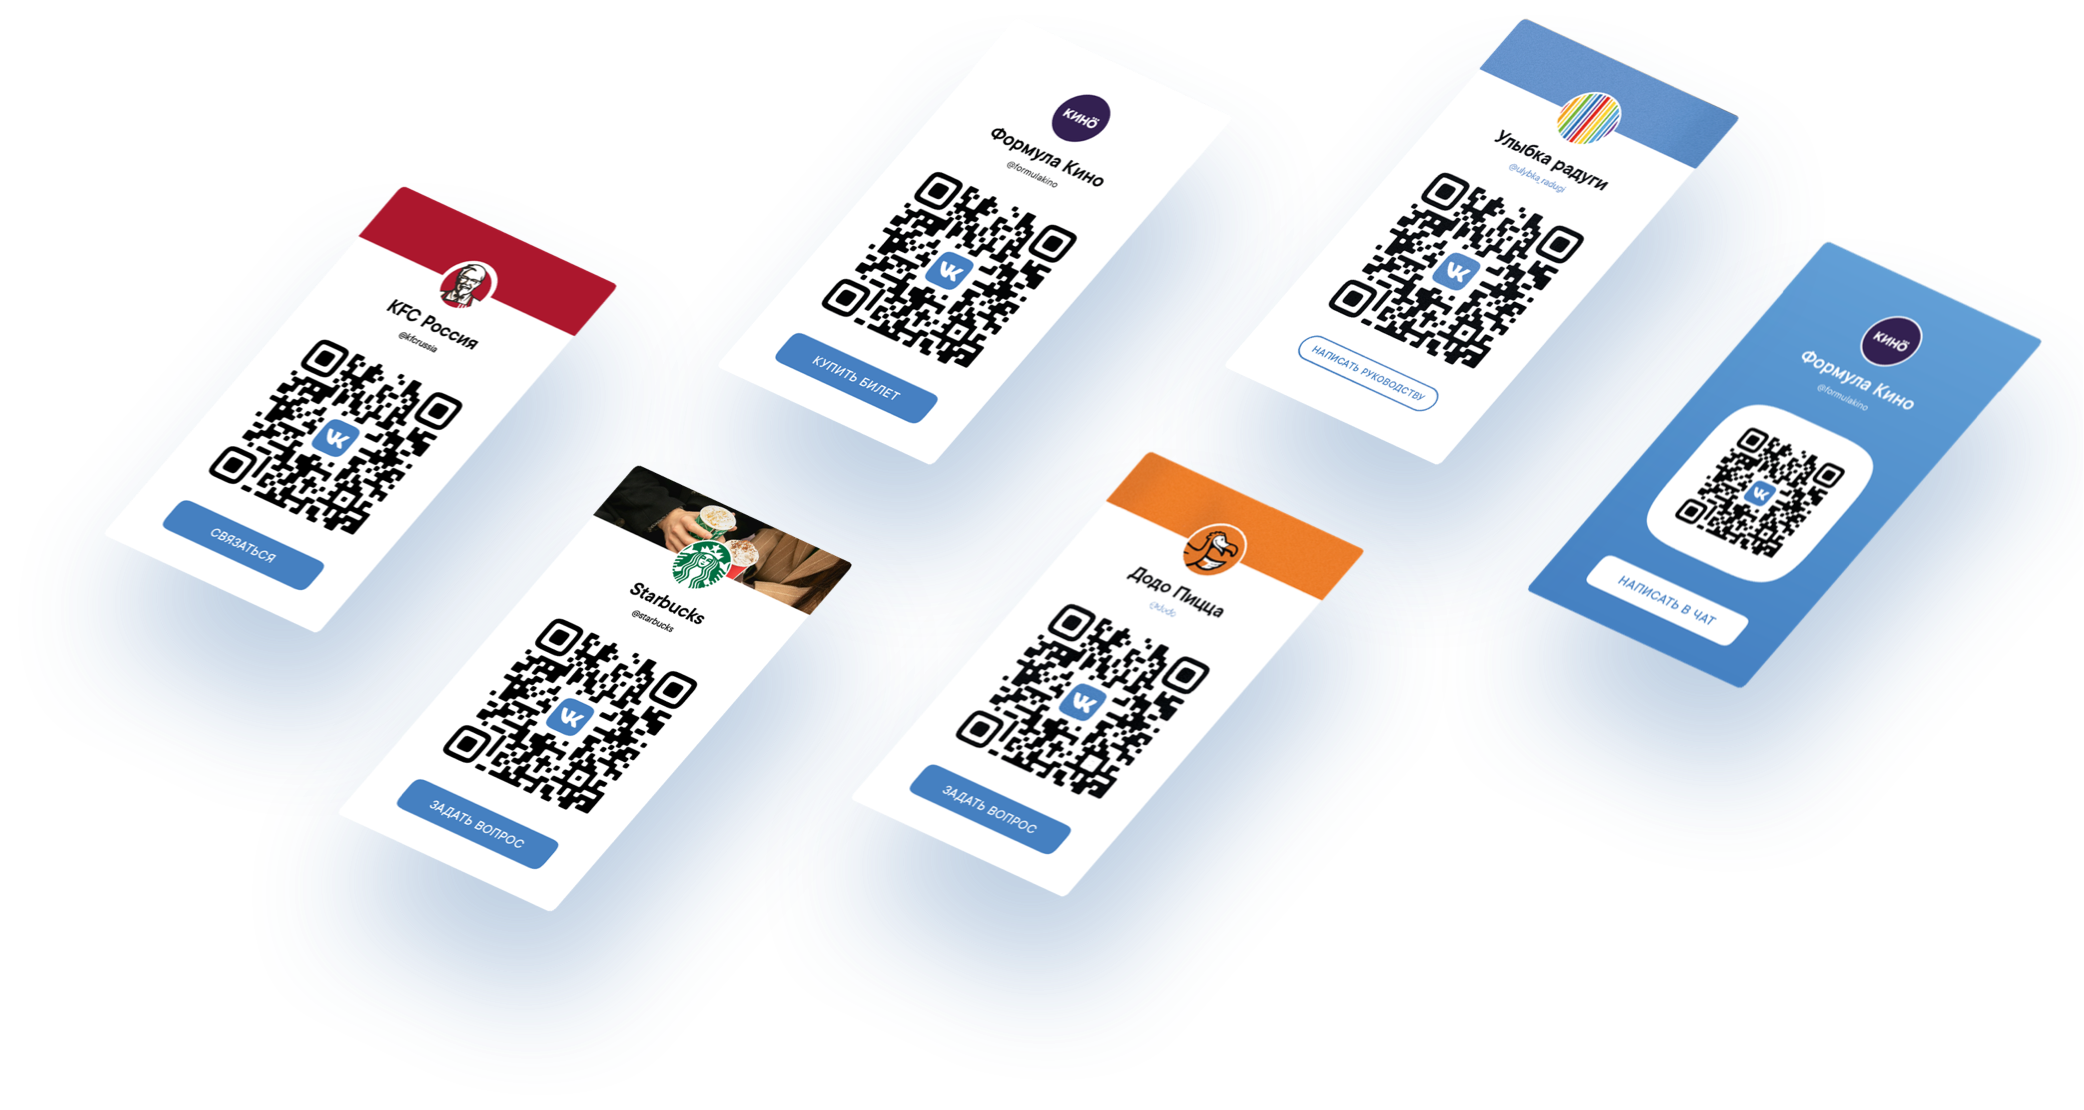 КИНО
Формула Кино
@formulakino
КУПИТЬ БИЛЕТ
Улыбка радуги
@ulybka_radugi
НАПИСАТЬ РУКОВОДСТВУ
KFC Россия
@kfcrussia
СВЯЗАТЬСЯ
КИНО
Формула Кино
@formulakino
НАПИСАТЬ В ЧАТ
Starbucks
@starbucks
ЗАДАТЬ ВОПРОС
Додо Пицца
@dodo
ЗАДАТЬ ВОПРОС